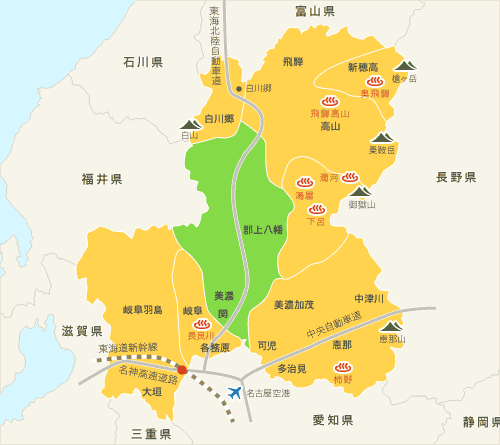 富山県
東海北陸自動車道
石川県
飛騨
新穂高
槍ヶ岳
奥飛騨
白川郷
飛騨高山
高山
白川郷
白山
乗鞍岳
福井県
長野県
濁河
湯屋
御嶽山
下呂
郡上八幡
美濃
関
岐阜羽島
岐阜
美濃加茂
中津川
長良川
滋賀県
中央自動車道
恵那山
東海道新幹線
各務原
可児
恵那
名神高速道路
多治見
柿野
大垣
名古屋空港
三重県
愛知県
静岡県